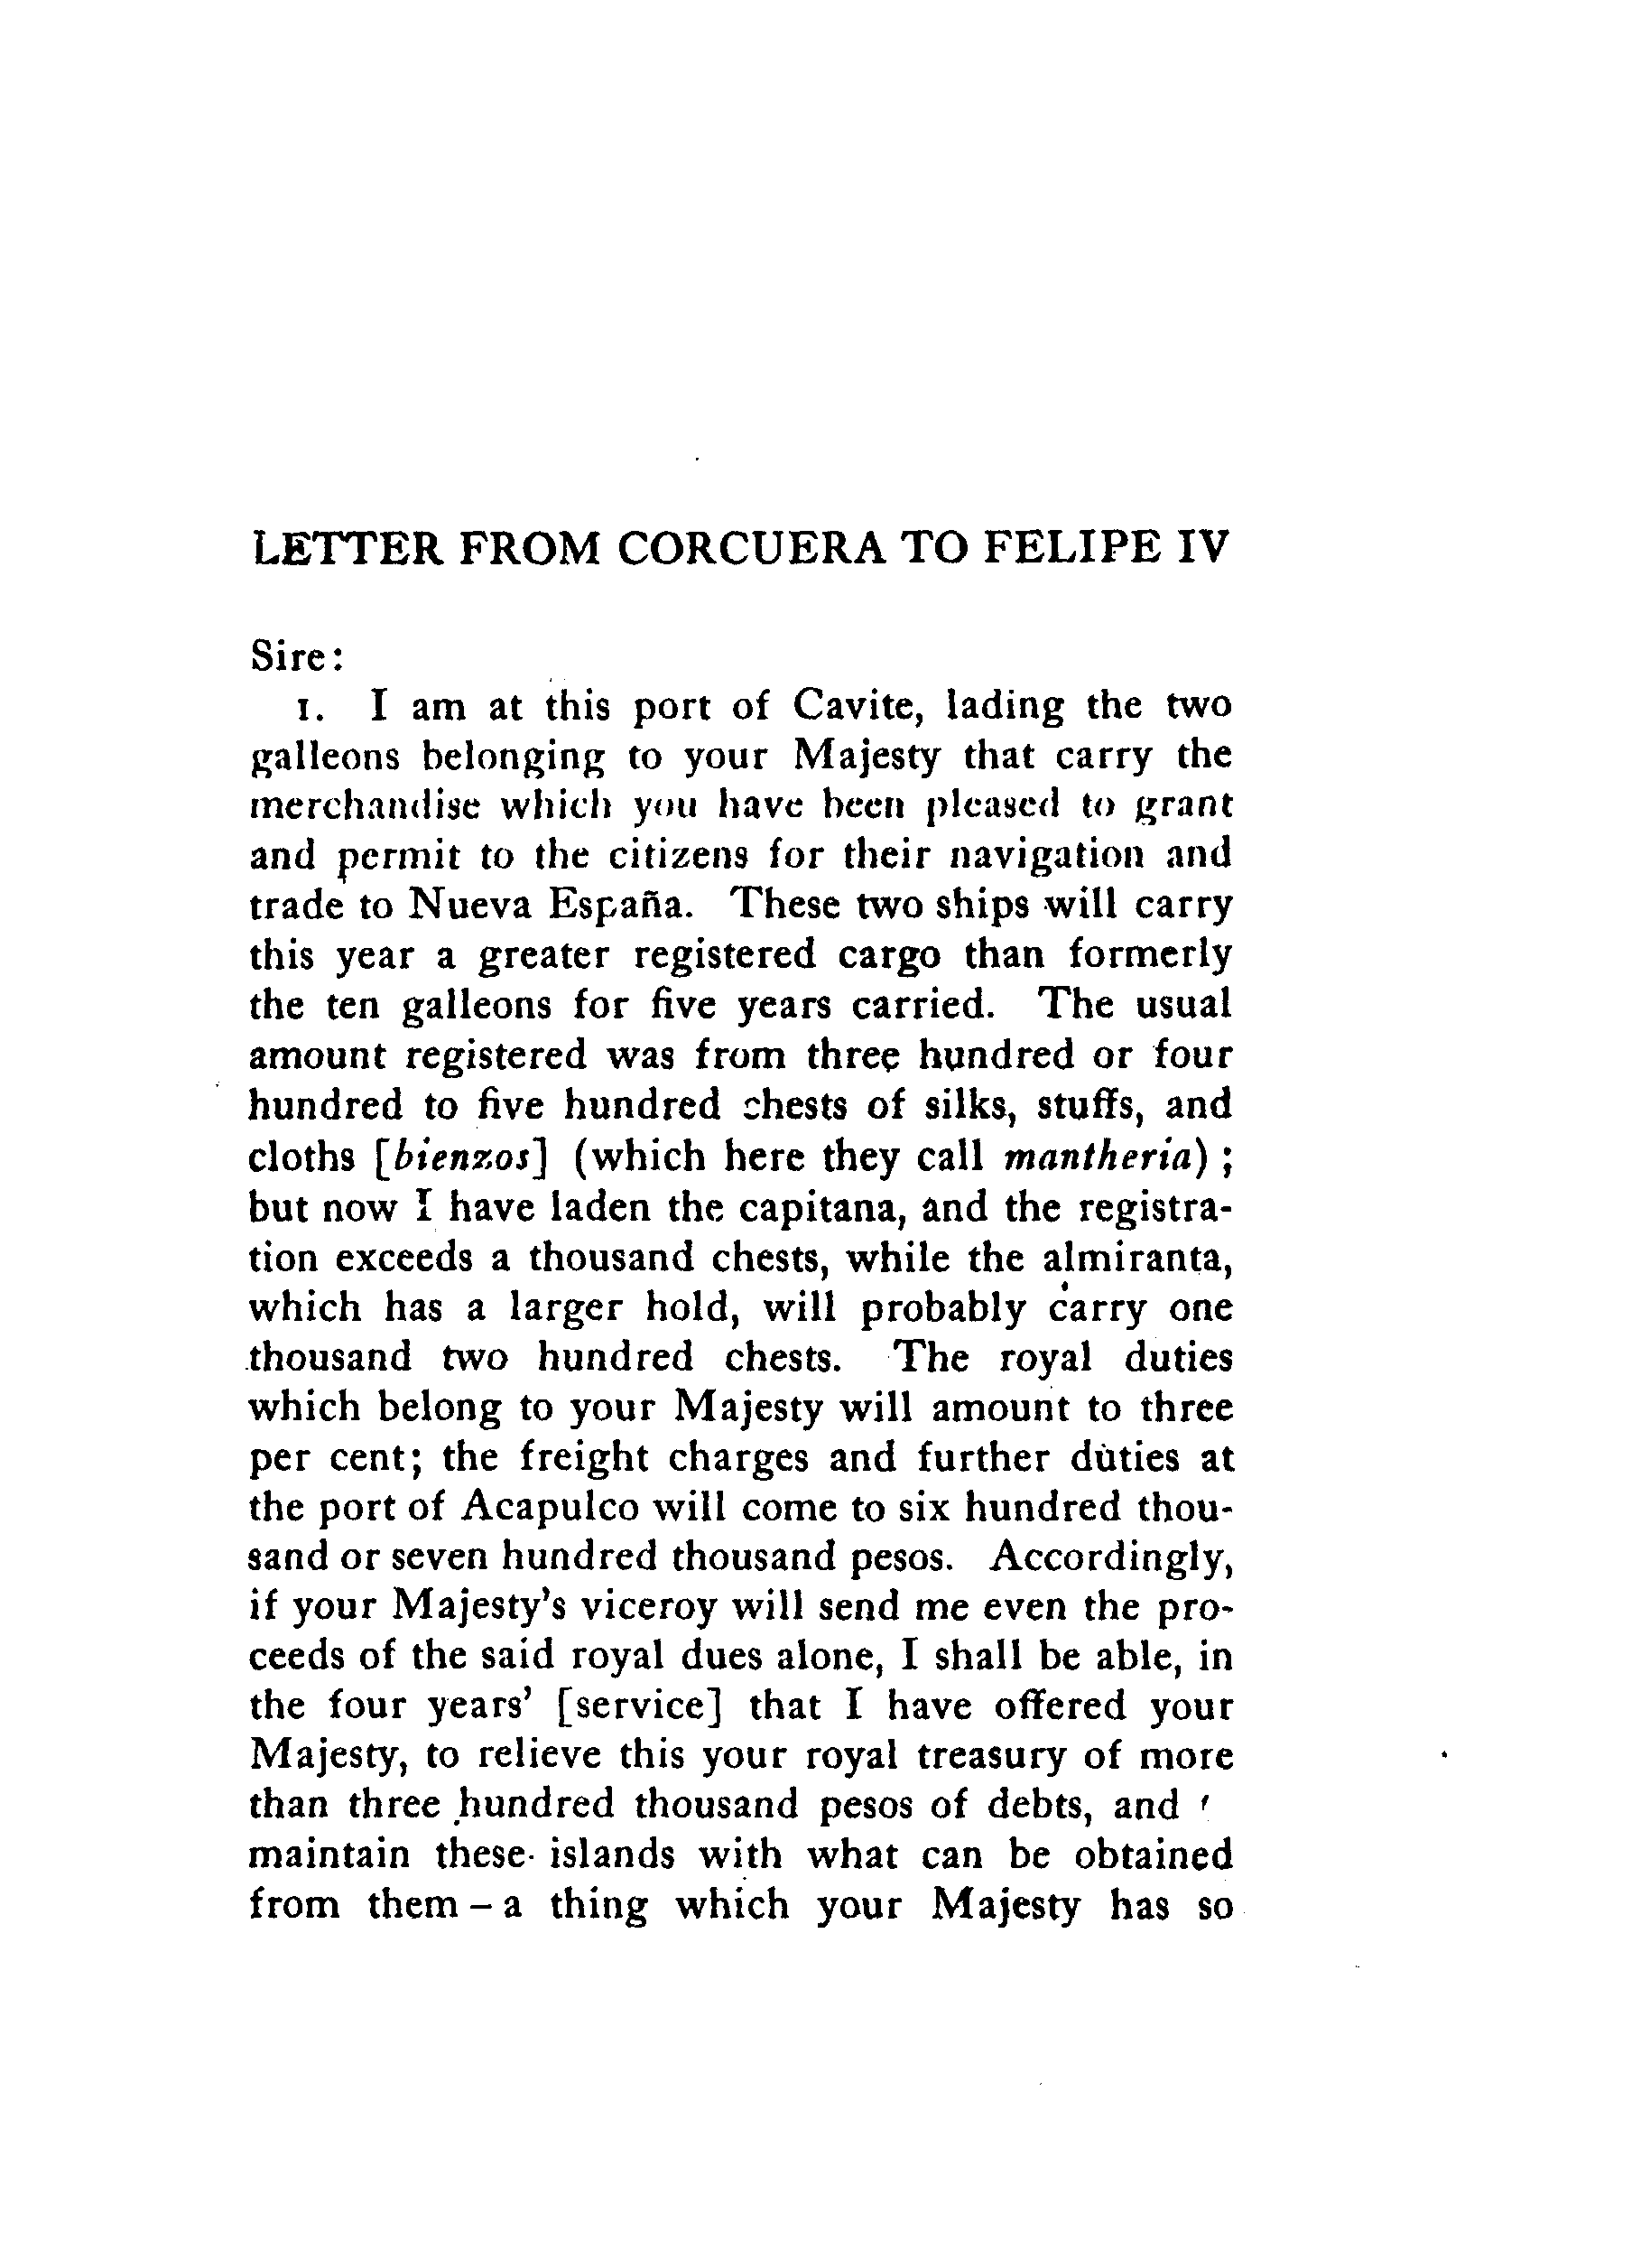 LETTER FROM CORCUERA TO FELIPE IV
Sire:
1. I am at this port of Cavite, lading the two
galleons belonging to your Majesty that carry the
merchandise which you have been pleased to grant
and permit to the citizens for their navigation and
trade to Nueva España. These two ships will carry
this year a greater registered cargo than formerly
the ten galleons for five years carried. The usual
amount registered was from three hundred or four
hundred to five hundred chests of silks, stuffs, and
cloths [bienzos] (which here they call mantheria);
but now I have laden the capitana, and the registra-
tion exceeds a thousand chests, while the almiranta,
which has a larger hold, will probably carry one
thousand two hundred chests. The royal duties
which belong to your Majesty will amount to three
per cent; the freight charges and further duties at
the port of Acapulco will come to six hundred thou-
sand or seven hundred thousand pesos. Accordingly,
if your Majesty's viceroy will send me even the pro-
ceeds of the said royal dues alone, I shall be able, in
the four years' [service] that I have offered your
Majesty, to relieve this your royal treasury of more
than three hundred thousand pesos of debts, and
maintain these islands with what can be obtained
from them – a thing which your Majesty has so